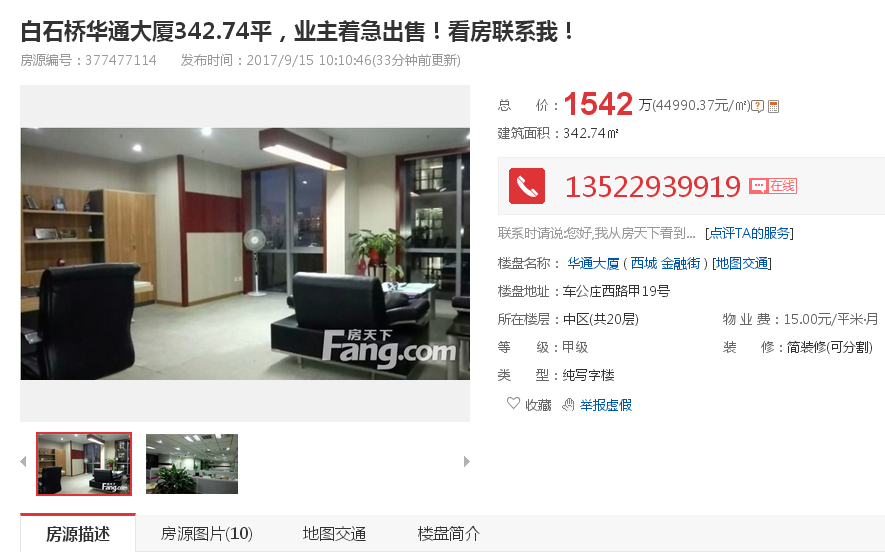 白石桥华通大厦342.74平，业主着急出售！看房联系我！
房源编号：377477114 发布时间：2017/9/15 10:10:46(33分钟前更新)
总 价：1542 万(44990.37元/㎡)
建筑面积：342.74㎡
13522939919 在线
联系时请说:您好,我从房天下看到... [点评TA的服务]
楼盘名称：华通大厦 ( 西城 金融街 ) [地图交通]
楼盘地址：车公庄西路甲19号
所在楼层：中区(共20层) 物 业 费：15.00元/平米·月
等 级：甲级 装 修：简装修(可分割)
类 型：纯写字楼
收藏 举报虚假
房天下
Fang.com
Fang.com
房源描述 房源图片(10) 地图交通 楼盘简介